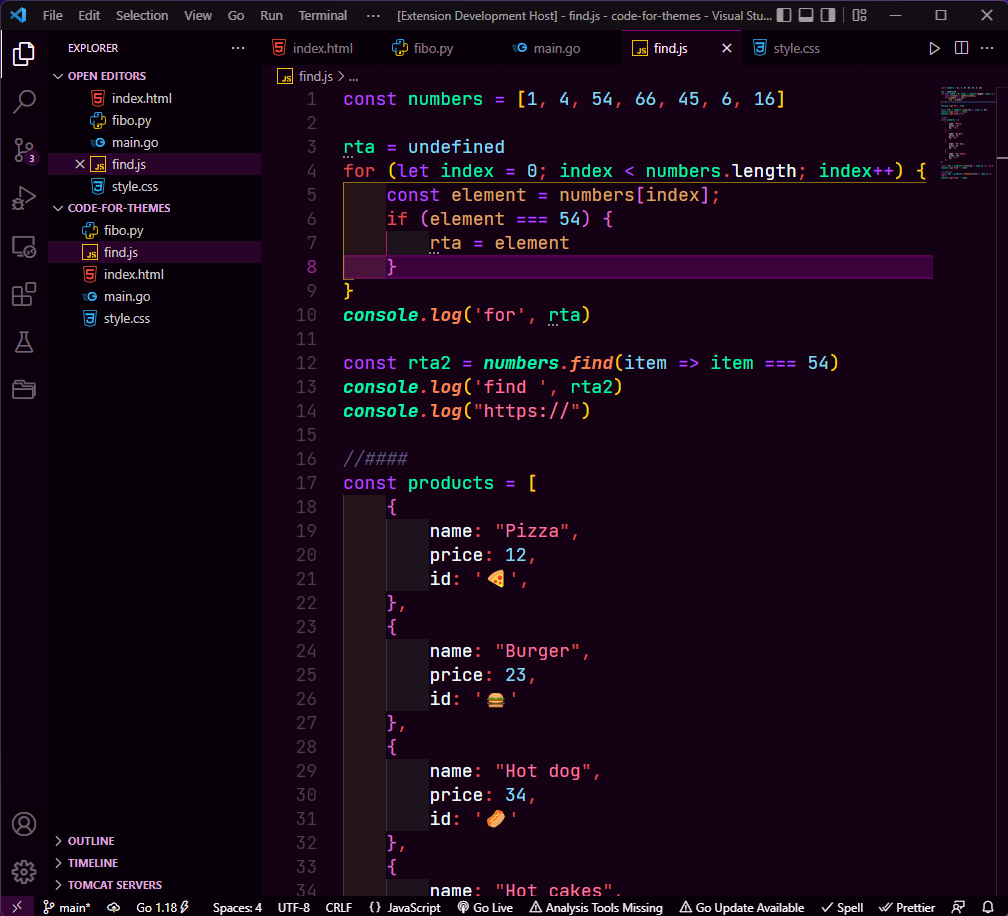 File Edit Selection View Go Run Terminal ··· [Extension Development Host] - find.js - code-for-themes - Visual Stu...
EXPLORER ···
OPEN EDITORS
index.html
fibo.py
main.go
find.js
style.css
CODE-FOR-THEMES
fibo.py
find.js
index.html
main.go
style.css
OUTLINE
TIMELINE
TOMCAT SERVERS
3
index.html fibo.py main.go JS find.js style.css
JS find.js > ...
1 const numbers = [1, 4, 54, 66, 45, 6, 16]
2
3 rta = undefined
4 for (let index = 0; index < numbers.length; index++) {
5 const element = numbers[index];
6 if (element === 54) {
7 rta = element
8 }
9 }
10 console.log('for', rta)
11
12 const rta2 = numbers.find(item => item === 54)
13 console.log('find ', rta2)
14 console.log("https://")
15
16 //####
17 const products = [
18 {
19 name: "Pizza",
20 price: 12,
21 id: '🍕',
22 },
23 {
24 name: "Burger",
25 price: 23,
26 id: '🍔'
27 },
28 {
29 name: "Hot dog",
30 price: 34,
31 id: '🌭'
32 },
33 {
34 name: "Hot cakes",
main* Go 1.18 Spaces: 4 UTF-8 CRLF {} JavaScript Go Live Analysis Tools Missing Go Update Available Spell Prettier